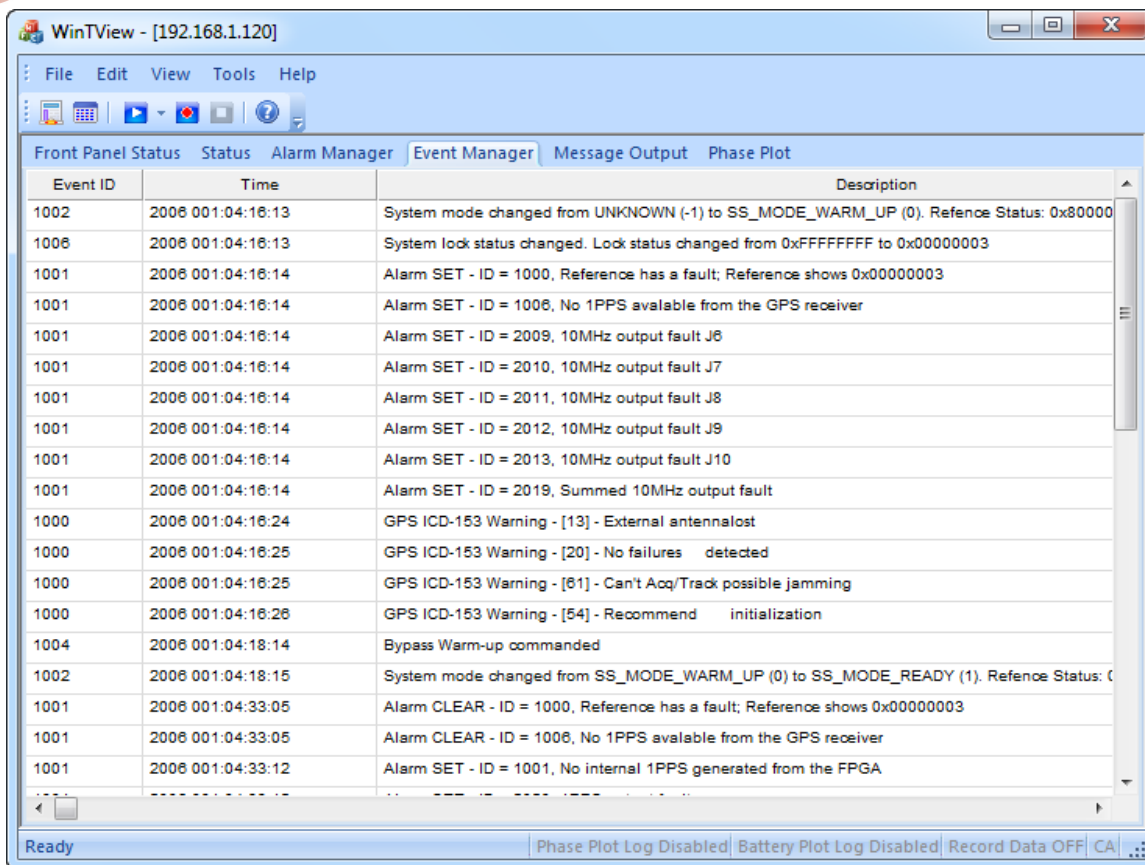 WinTView - [192.168.1.120]
File Edit View Tools Help
Front Panel Status Status Alarm Manager Event Manager Message Output Phase Plot
Event ID Time Description
1002 2006 001:04:16:13 System mode changed from UNKNOWN (-1) to SS_MODE_WARM_UP (0). Refence Status: 0x80000
1006 2006 001:04:16:13 System lock status changed. Lock status changed from 0xFFFFFFFF to 0x00000003
1001 2006 001:04:16:14 Alarm SET - ID = 1000, Reference has a fault; Reference shows 0x00000003
1001 2006 001:04:16:14 Alarm SET - ID = 1006, No 1PPS avalable from the GPS receiver
1001 2006 001:04:16:14 Alarm SET - ID = 2009, 10MHz output fault J6
1001 2006 001:04:16:14 Alarm SET - ID = 2010, 10MHz output fault J7
1001 2006 001:04:16:14 Alarm SET - ID = 2011, 10MHz output fault J8
1001 2006 001:04:16:14 Alarm SET - ID = 2012, 10MHz output fault J9
1001 2006 001:04:16:14 Alarm SET - ID = 2013, 10MHz output fault J10
1001 2006 001:04:16:14 Alarm SET - ID = 2019, Summed 10MHz output fault
1000 2006 001:04:16:24 GPS ICD-153 Warning - [13] - External antennalost
1000 2006 001:04:16:25 GPS ICD-153 Warning - [20] - No failures detected
1000 2006 001:04:16:25 GPS ICD-153 Warning - [61] - Can't Acq/Track possible jamming
1000 2006 001:04:16:26 GPS ICD-153 Warning - [54] - Recommend initialization
1004 2006 001:04:18:14 Bypass Warm-up commanded
1002 2006 001:04:18:15 System mode changed from SS_MODE_WARM_UP (0) to SS_MODE_READY (1). Refence Status:
1001 2006 001:04:33:05 Alarm CLEAR - ID = 1000, Reference has a fault; Reference shows 0x00000003
1001 2006 001:04:33:05 Alarm CLEAR - ID = 1006, No 1PPS avalable from the GPS receiver
1001 2006 001:04:33:12 Alarm SET - ID = 1001, No internal 1PPS generated from the FPGA
Ready Phase Plot Log Disabled Battery Plot Log Disabled Record Data OFF CA